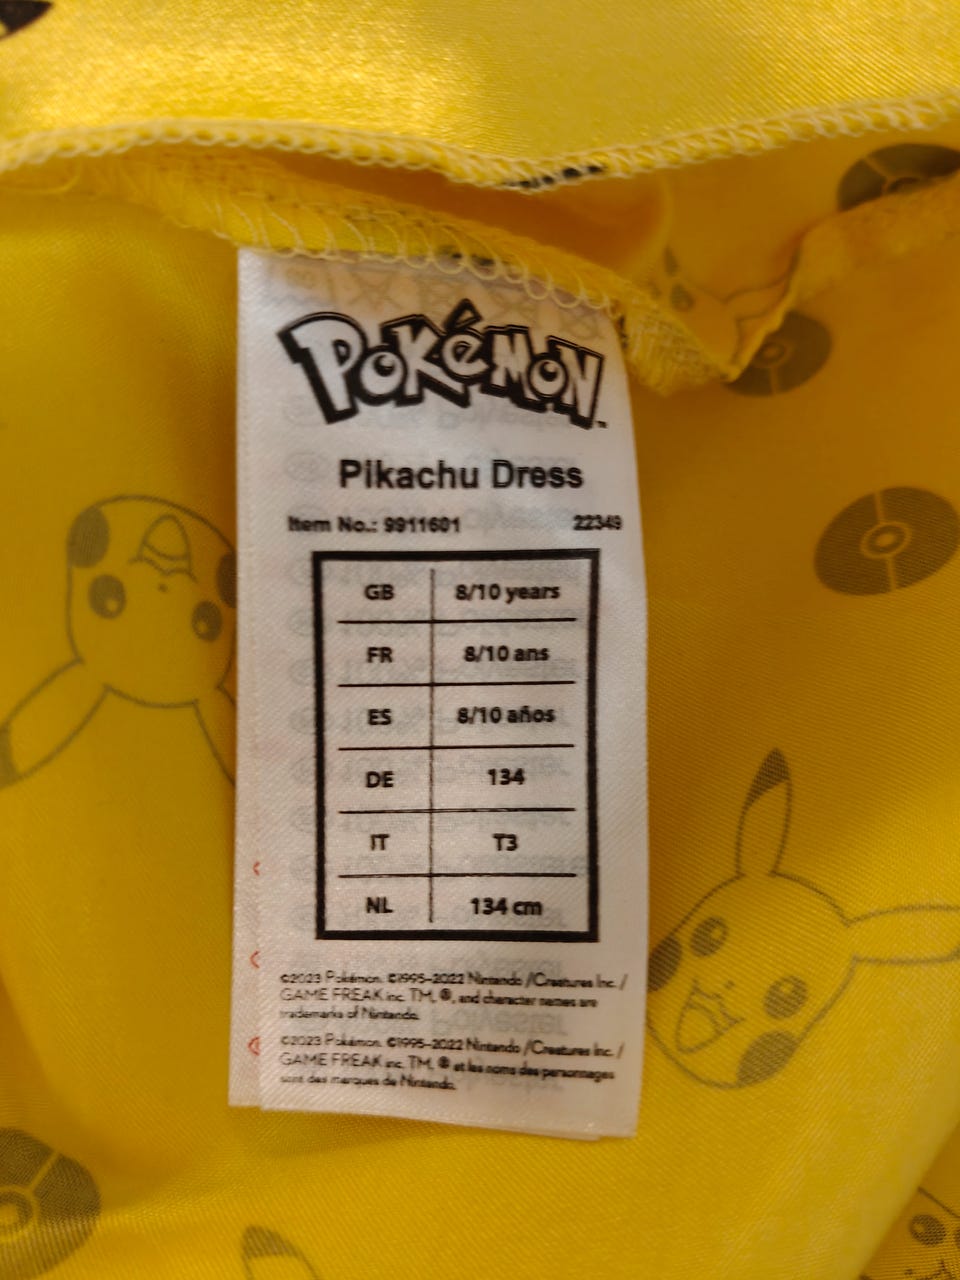 POKéMON™
Pikachu Dress
Item No.: 9911601 22349
GB 8/10 years
FR 8/10 ans
ES 8/10 años
DE 134
IT T3
NL 134 cm
©2023 Pokémon. ©1995–2022 Nintendo /Creatures Inc. /
GAME FREAK inc. TM, ®, and character names are
trademarks of Nintendo.
©2023 Pokémon. ©1995–2022 Nintendo /Creatures Inc. /
GAME FREAK inc. TM, ® et les noms des personnages
sont des marques de Nintendo.